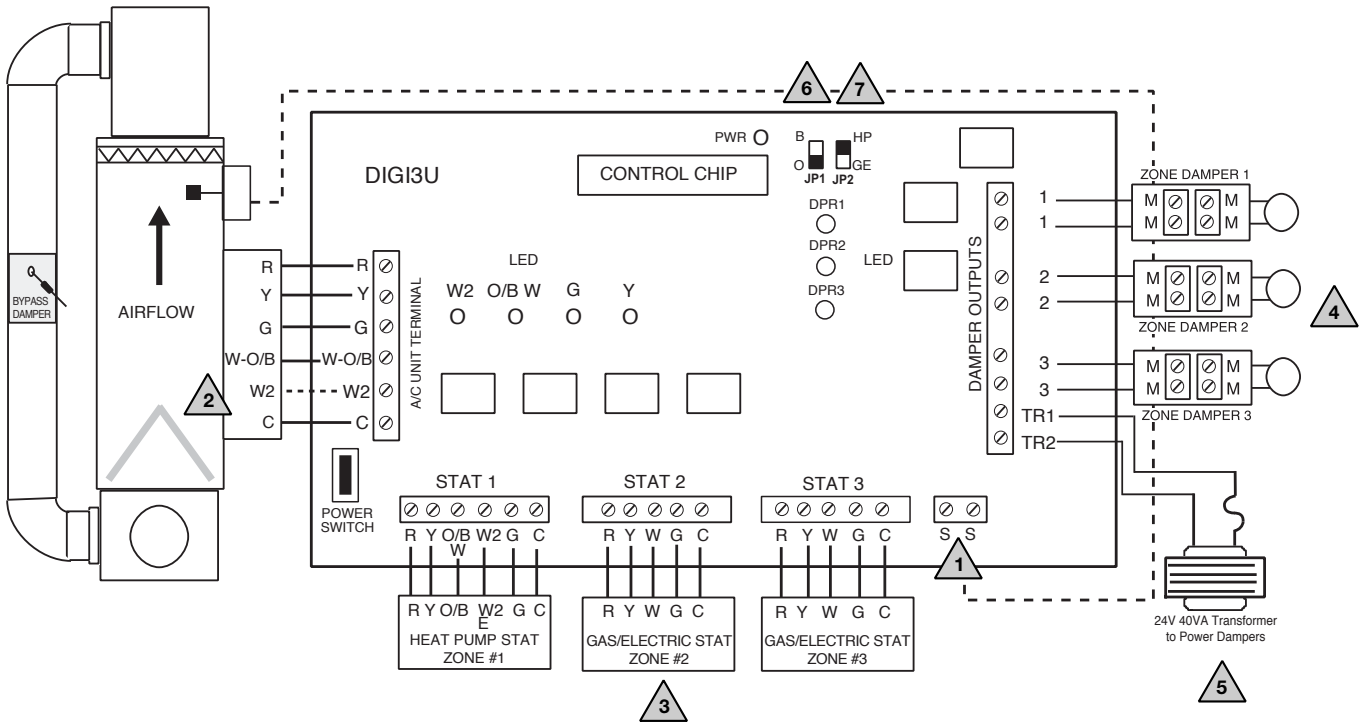 6 7
PWR
B HP
O GE
JP1 JP2
DIGI3U
CONTROL CHIP
DPR1
DPR2
DPR3
LED
LED
W2 O/B W G Y
BYPASS
DAMPER
AIRFLOW
R R
Y Y
G G
W-O/B W-O/B
W2 W2
C C
2
A/C UNIT TERMINAL
POWER
SWITCH
DAMPER OUTPUTS
1
1
2
2
3
3
TR1
TR2
ZONE DAMPER 1
M M
M M
M M
M M
ZONE DAMPER 2
4
M M
M M
ZONE DAMPER 3
STAT 1
R Y O/B W2 G C
W
R Y O/B W2 G C
E
HEAT PUMP STAT
ZONE #1
STAT 2
R Y W G C
R Y W G C
GAS/ELECTRIC STAT
ZONE #2
3
STAT 3
R Y W G C
R Y W G C
GAS/ELECTRIC STAT
ZONE #3
S S
1
24V 40VA Transformer
to Power Dampers
5